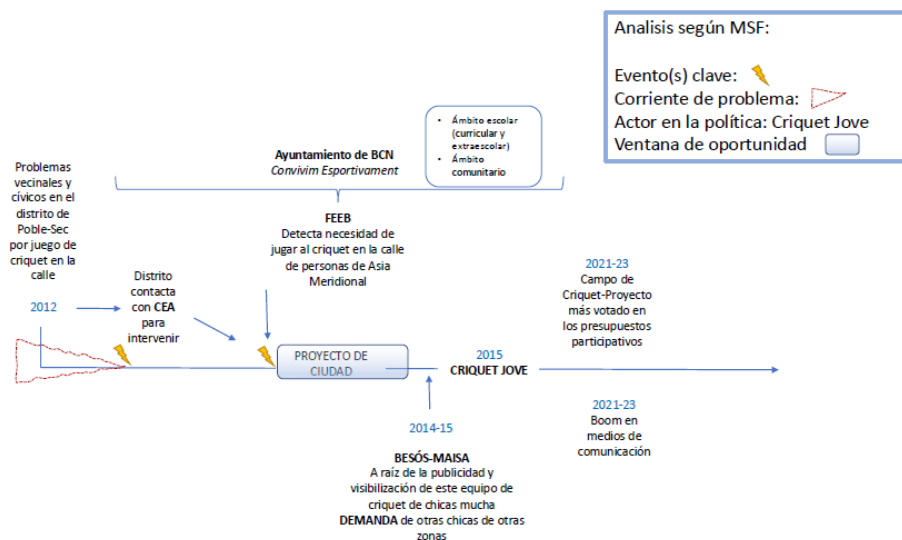 Analisis según MSF:
Evento(s) clave:
Corriente de problema:
Actor en la política: Criquet Jove
Ventana de oportunidad
• Ámbito escolar
(curricular y
extraescolar)
• Ámbito
comunitario
Ayuntamiento de BCN
Convivim Esportivament
Problemas
vecinales y
cívicos en el
distrito de
Poble-Sec
por juego de
criquet en la
calle
2012
Distrito
contacta
con CEA
para
intervenir
FEEB
Detecta necesidad de
jugar al criquet en la calle
de personas de Asia
Meridional
PROYECTO DE
CIUDAD
2015
CRIQUET JOVE
2021-23
Campo de
Criquet-Proyecto
más votado en
los presupuestos
participativos
2021-23
Boom en
medios de
comunicación
2014-15
BESÓS-MAISA
A raíz de la publicidad y
visibilización de este equipo de
criquet de chicas mucha
DEMANDA de otras chicas de otras
zonas